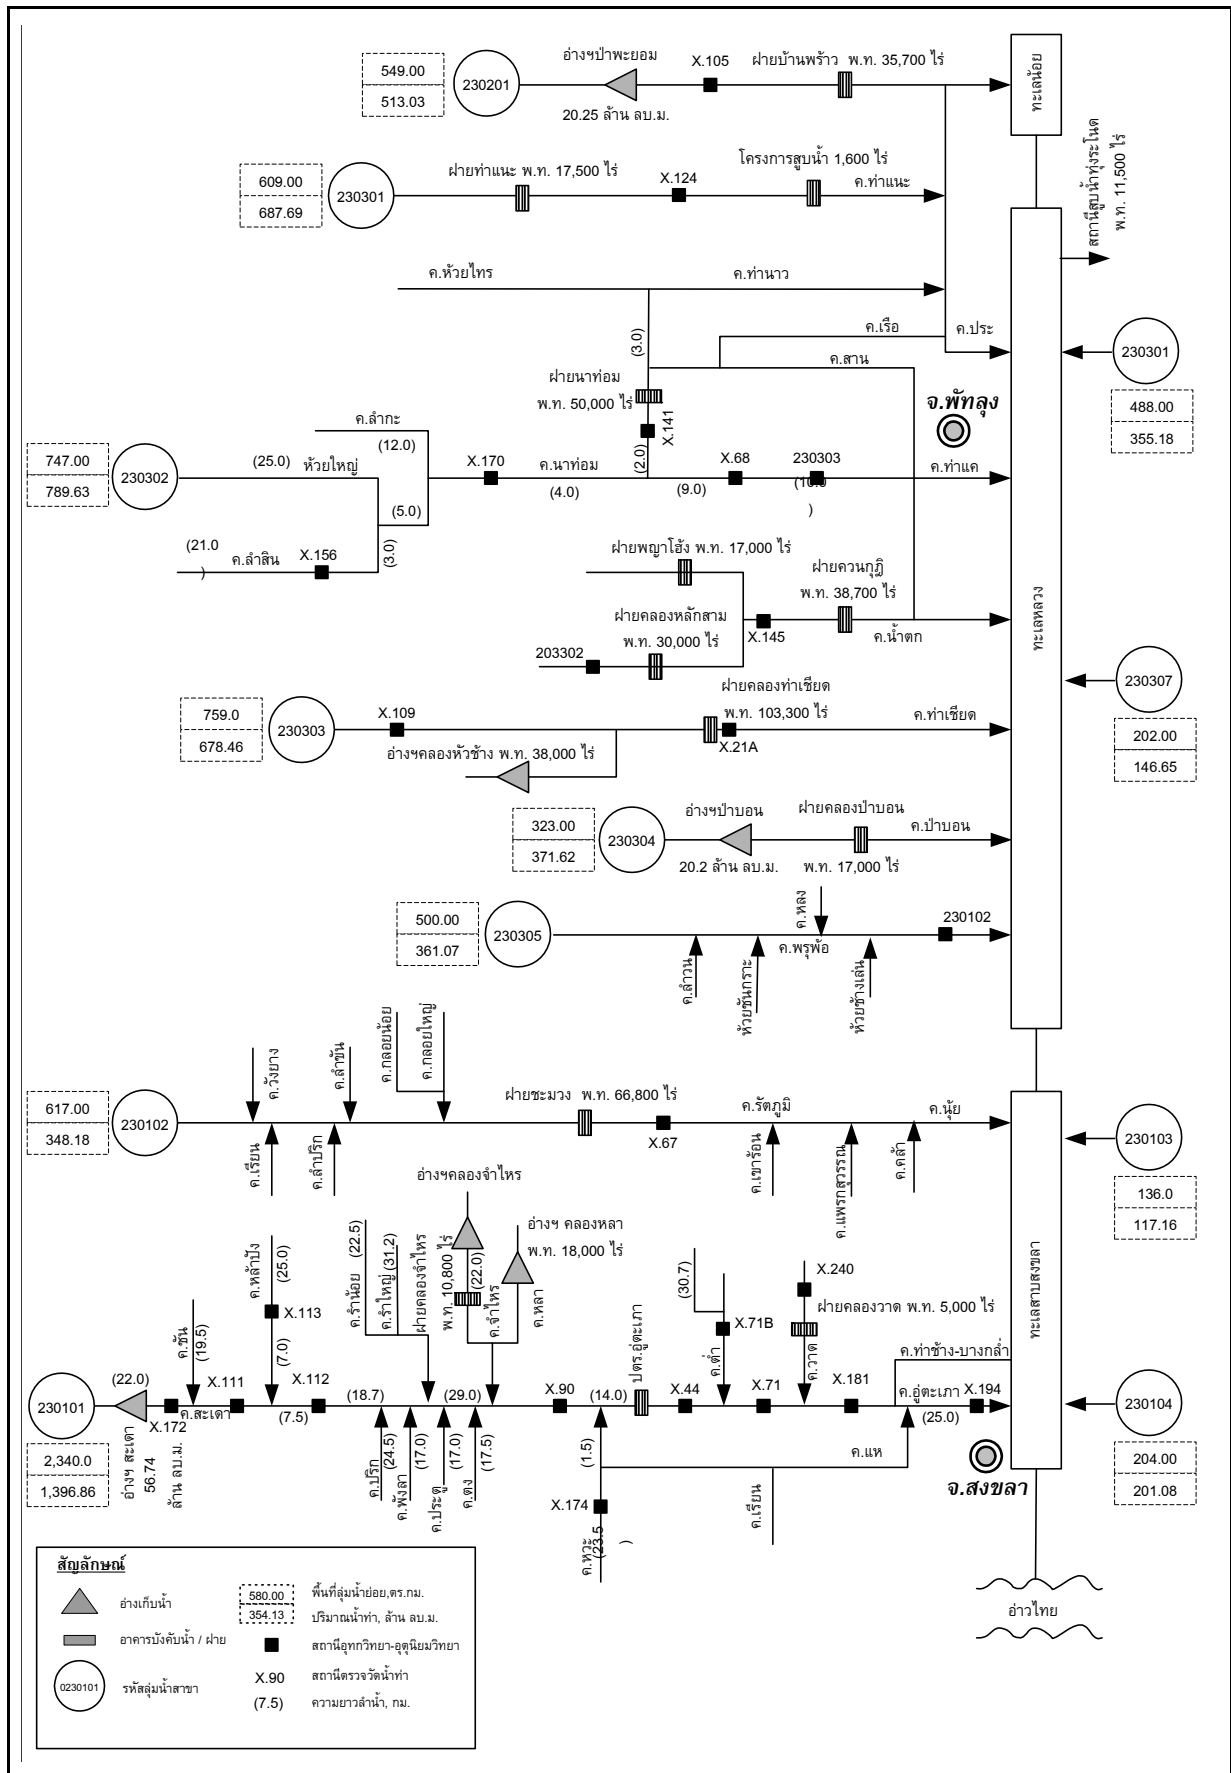 549.00
513.03
230201
อ่างฯป่าพะยอม
20.25 ล้าน ลบ.ม.
X.105
ฝายบ้านพร้าว พ.ท. 35,700 ไร่
ทะเลน้อย
สถานีสูบน้ำทุ่งระโนด
พ.ท. 11,500 ไร่
609.00
687.69
230301
ฝายท่าแนะ พ.ท. 17,500 ไร่
X.124
โครงการสูบน้ำ 1,600 ไร่
ค.ท่าแนะ
ค.ห้วยไทร
ค.ท่านาว
(3.0)
ค.เรือ
ค.ประ
ค.สาน
230301
488.00
355.18
ฝายนาท่อม
พ.ท. 50,000 ไร่
X.141
(2.0)
จ.พัทลุง
ค.ลำกะ
(12.0)
747.00
789.63
230302
(25.0)
ห้วยใหญ่
(5.0)
X.170
ค.นาท่อม
(4.0)
(9.0)
X.68
230303
(10.0
)
ค.ท่าแค
(21.0
)
ค.ลำสิน
X.156
(3.0)
ฝายพญาโฮ้ง พ.ท. 17,000 ไร่
ฝายควนกุฎิ
พ.ท. 38,700 ไร่
ฝายคลองหลักสาม
พ.ท. 30,000 ไร่
X.145
ค.น้ำตก
203302
ทะเลหลวง
759.0
678.46
230303
X.109
อ่างฯคลองหัวช้าง พ.ท. 38,000 ไร่
ฝายคลองท่าเชียด
พ.ท. 103,300 ไร่
X.21A
ค.ท่าเชียด
230307
202.00
146.65
323.00
371.62
230304
อ่างฯป่าบอน
20.2 ล้าน ลบ.ม.
ฝายคลองป่าบอน
พ.ท. 17,000 ไร่
ค.ป่าบอน
500.00
361.07
230305
ค.หลง
230102
ค.พรุพ้อ
ค.ลำวน
ห้วยขันกราะ
ห้วยช้างเล่น
617.00
348.18
230102
ค.วังยาง
ค.ลำขัน
ค.กลอยน้อย
ค.กลอยใหญ่
ฝายชะมวง พ.ท. 66,800 ไร่
X.67
ค.รัตภูมิ
ค.นุ้ย
ค.เรียน
ค.ลำปริก
ค.เขาร้อน
ค.แพรกสุวรรณ
ค.คลำ
230103
136.0
117.16
อ่างฯคลองจำไหร
อ่างฯ คลองหลา
พ.ท. 18,000 ไร่
ค.หล้าปัง
(25.0)
X.113
(7.0)
ค.รำน้อย (22.5)
ค.รำใหญ่ (31.2)
ฝายคลองจำไหร
พ.ท. 10,800 ไร่
(22.0)
ค.จำไหร
ค.หลา
(30.7)
X.71B
ค.ต่ำ
X.240
ฝายคลองวาด พ.ท. 5,000 ไร่
ค.วาด
ทะเลสาบสงขลา
ค.ท่าช้าง-บางกล่ำ
ค.ชัน
(19.5)
(22.0)
230101
2,340.0
1,396.86
อ่างฯ สะเดา
56.74
ล้าน ลบ.ม.
X.172
ค.สะเดา
X.111
(7.5)
X.112
(18.7)
(29.0)
X.90
(14.0)
ปตร.อู่ตะเภา
X.44
X.71
X.181
ค.อู่ตะเภา
(25.0)
X.194
230104
204.00
201.08
ค.ปริก
(24.5)
ค.พังลา
(17.0)
ค.ประตู
(17.0)
ค.ตง
(17.5)
(1.5)
X.174
ค.หวะ
(23.5
)
ค.แห
ค.เรียน
จ.สงขลา
อ่าวไทย
สัญลักษณ์
อ่างเก็บน้ำ
อาคารบังคับน้ำ / ฝาย
0230101
รหัสลุ่มน้ำสาขา
580.00
354.13
พื้นที่ลุ่มน้ำย่อย,ตร.กม.
ปริมาณน้ำท่า, ล้าน ลบ.ม.
สถานีอุทกวิทยา-อุตุนิยมวิทยา
X.90
สถานีตรวจวัดน้ำท่า
(7.5)
ความยาวลำน้ำ, กม.